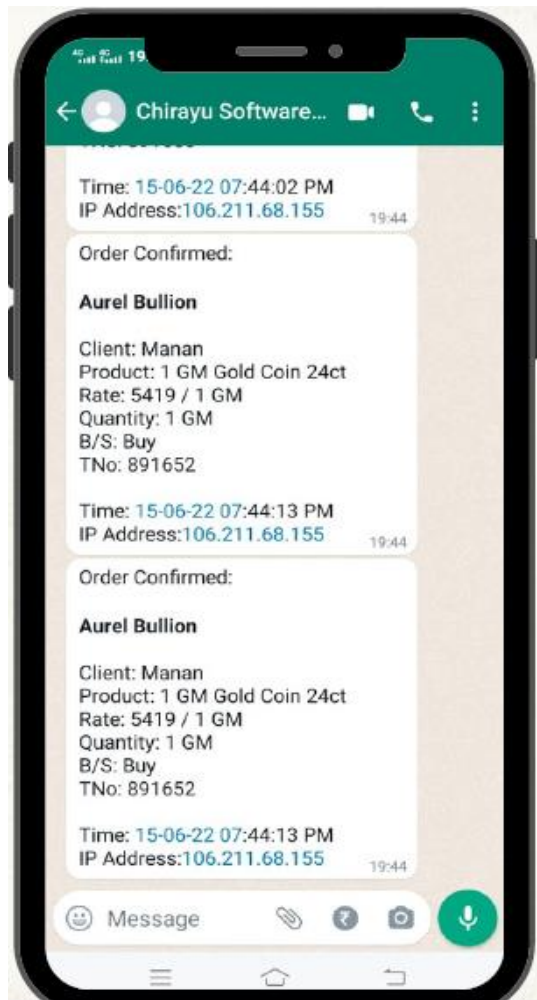 4G 4G 19
Chirayu Software...
Time: 15-06-22 07:44:02 PM
IP Address:106.211.68.155
19:44
Order Confirmed:
Aurel Bullion
Client: Manan
Product: 1 GM Gold Coin 24ct
Rate: 5419 / 1 GM
Quantity: 1 GM
B/S: Buy
TNo: 891652
Time: 15-06-22 07:44:13 PM
IP Address:106.211.68.155
19:44
Order Confirmed:
Aurel Bullion
Client: Manan
Product: 1 GM Gold Coin 24ct
Rate: 5419 / 1 GM
Quantity: 1 GM
B/S: Buy
TNo: 891652
Time: 15-06-22 07:44:13 PM
IP Address:106.211.68.155
19:44
Message